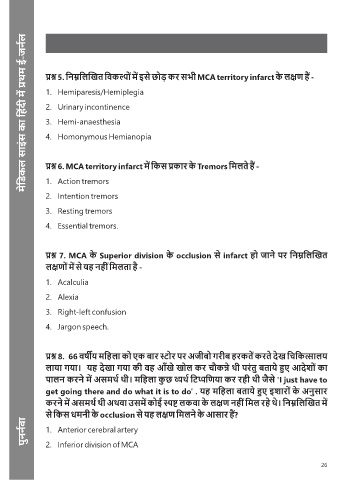 मेडिकल साइंस का हिंदी में प्रथम ई-जर्नल
प्रश्न 5. निम्नलिखित विकल्पों में इसे छोड़ कर सभी MCA territory infarct के लक्षण हैं -
1. Hemiparesis/Hemiplegia
2. Urinary incontinence
3. Hemi-anaesthesia
4. Homonymous Hemianopia
प्रश्न 6. MCA territory infarct में किस प्रकार के Tremors मिलते हैं -
1. Action tremors
2. Intention tremors
3. Resting tremors
4. Essential tremors.
प्रश्न 7. MCA के Superior division के occlusion से infarct हो जाने पर निम्नलिखित
लक्षणों में से वह नहीं मिलता है -
1. Acalculia
2. Alexia
3. Right-left confusion
4. Jargon speech.
प्रश्न 8. 66 वर्षीय महिला को एक बार स्टोर पर अजीबो गरीब हरकतें करते देख चिकित्सालय
लाया गया। यह देखा गया की वह आँखे खोल कर चौकन्ने थी परंतु बताये हुए आदेशों का
पालन करने में असमर्थ थी। महिला कुछ व्यर्थ टिप्पणिया कर रही थी जैसे 'I just have to
get going there and do what it is to do' . यह महिला बताये हुए इशारों के अनुसार
करने में असमर्थ थी अथवा उसमें कोई स्पष्ट लकवा के लक्षण नहीं मिल रहे थे। निम्नलिखित में
से किस धमनी के occlusion से यह लक्षण मिलने के आसार हैं?
1. Anterior cerebral artery
2. Inferior division of MCA
पुनर्नवा
26